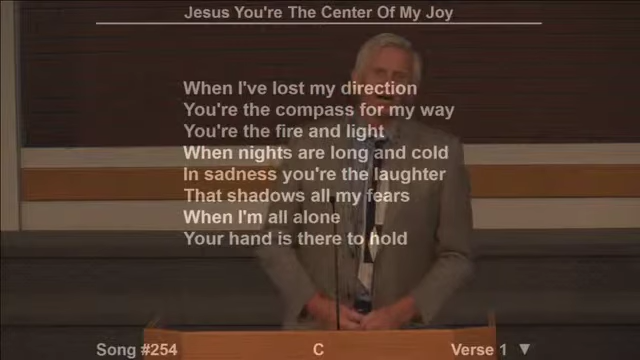 Jesus You're The Center Of My Joy
When I've lost my direction
You're the compass for my way
You're the fire and light
When nights are long and cold
In sadness you're the laughter
That shadows all my fears
When I'm all alone
Your hand is there to hold
Song #254 C Verse 1 ▼